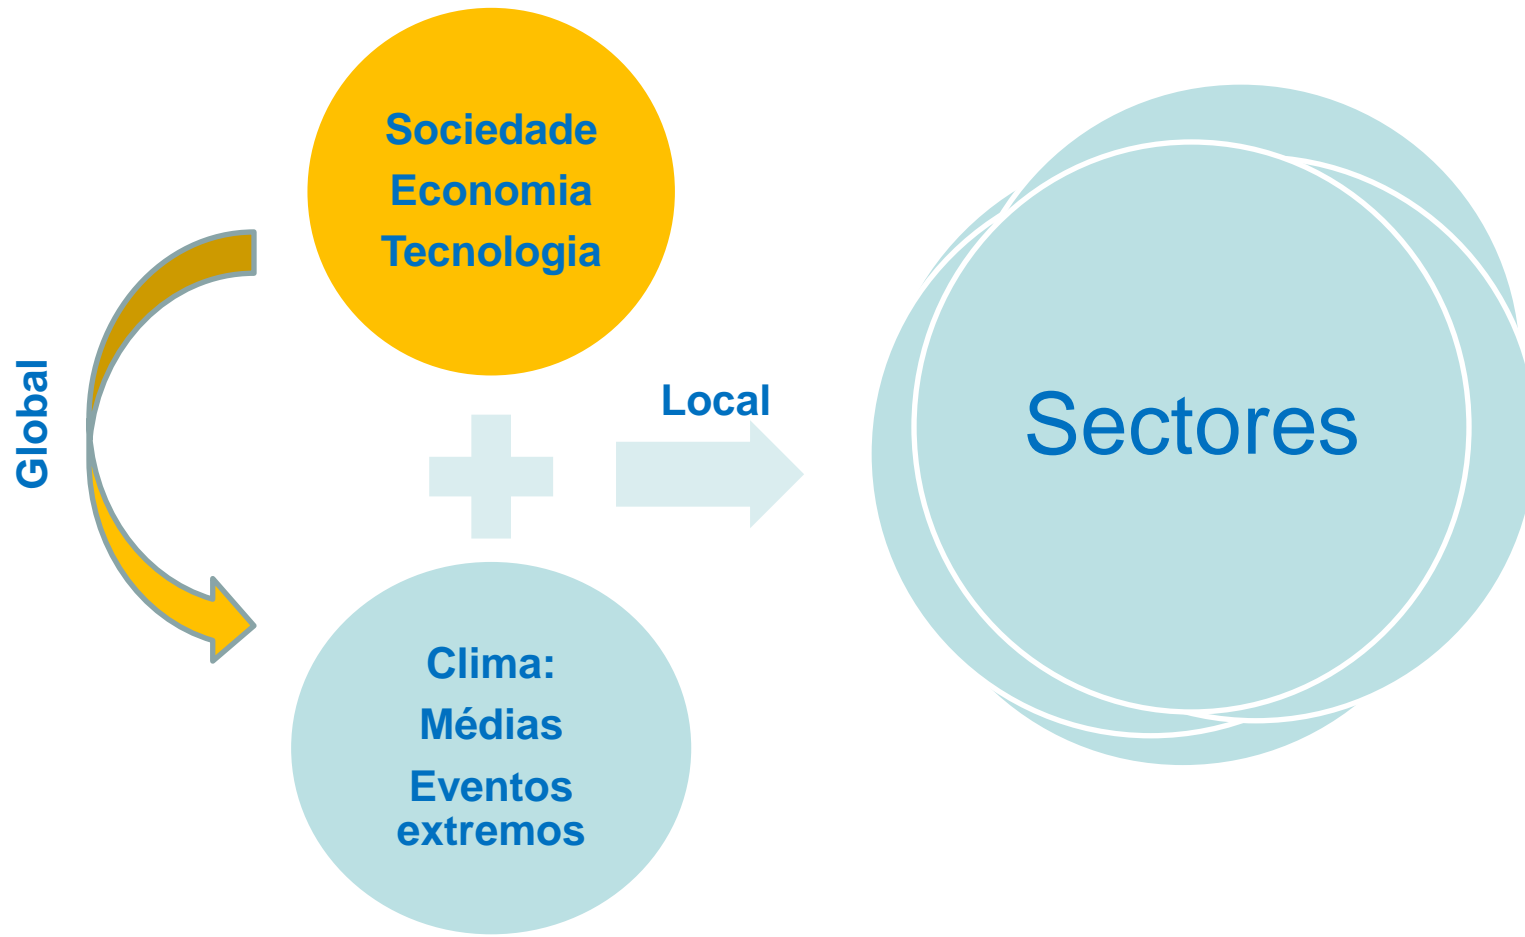 Sociedade
Economia
Tecnologia
Global
Local
Sectores
Clima:
Médias
Eventos
extremos